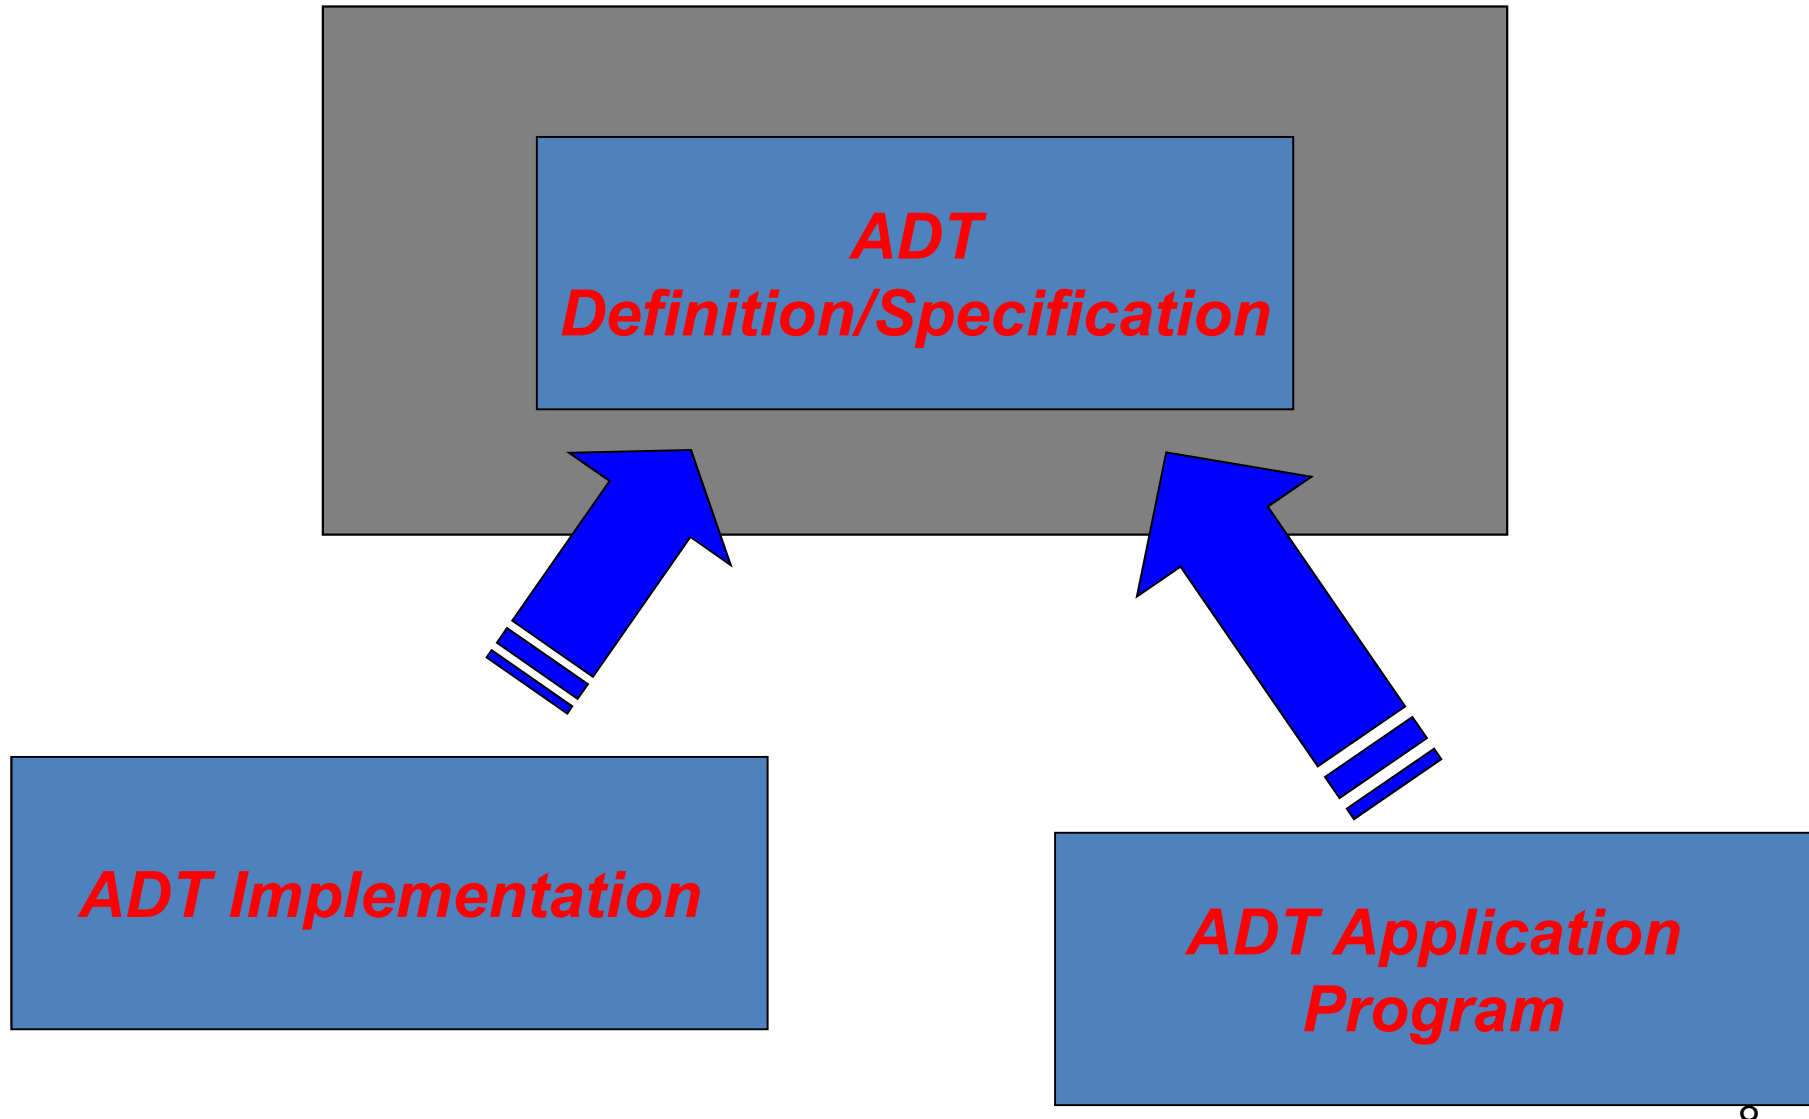 ADT
Definition/Specification
ADT Implementation
ADT Application
Program